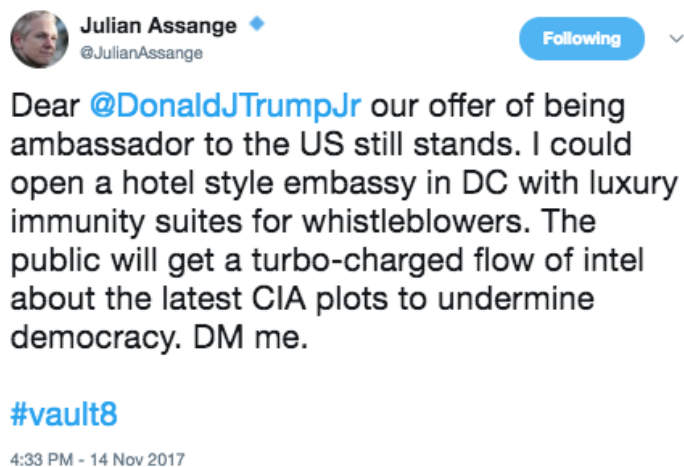 Julian Assange
@JulianAssange
Following
Dear @DonaldJTrumpJr our offer of being
ambassador to the US still stands. I could
open a hotel style embassy in DC with luxury
immunity suites for whistleblowers. The
public will get a turbo-charged flow of intel
about the latest CIA plots to undermine
democracy. DM me.
#vault8
4:33 PM - 14 Nov 2017